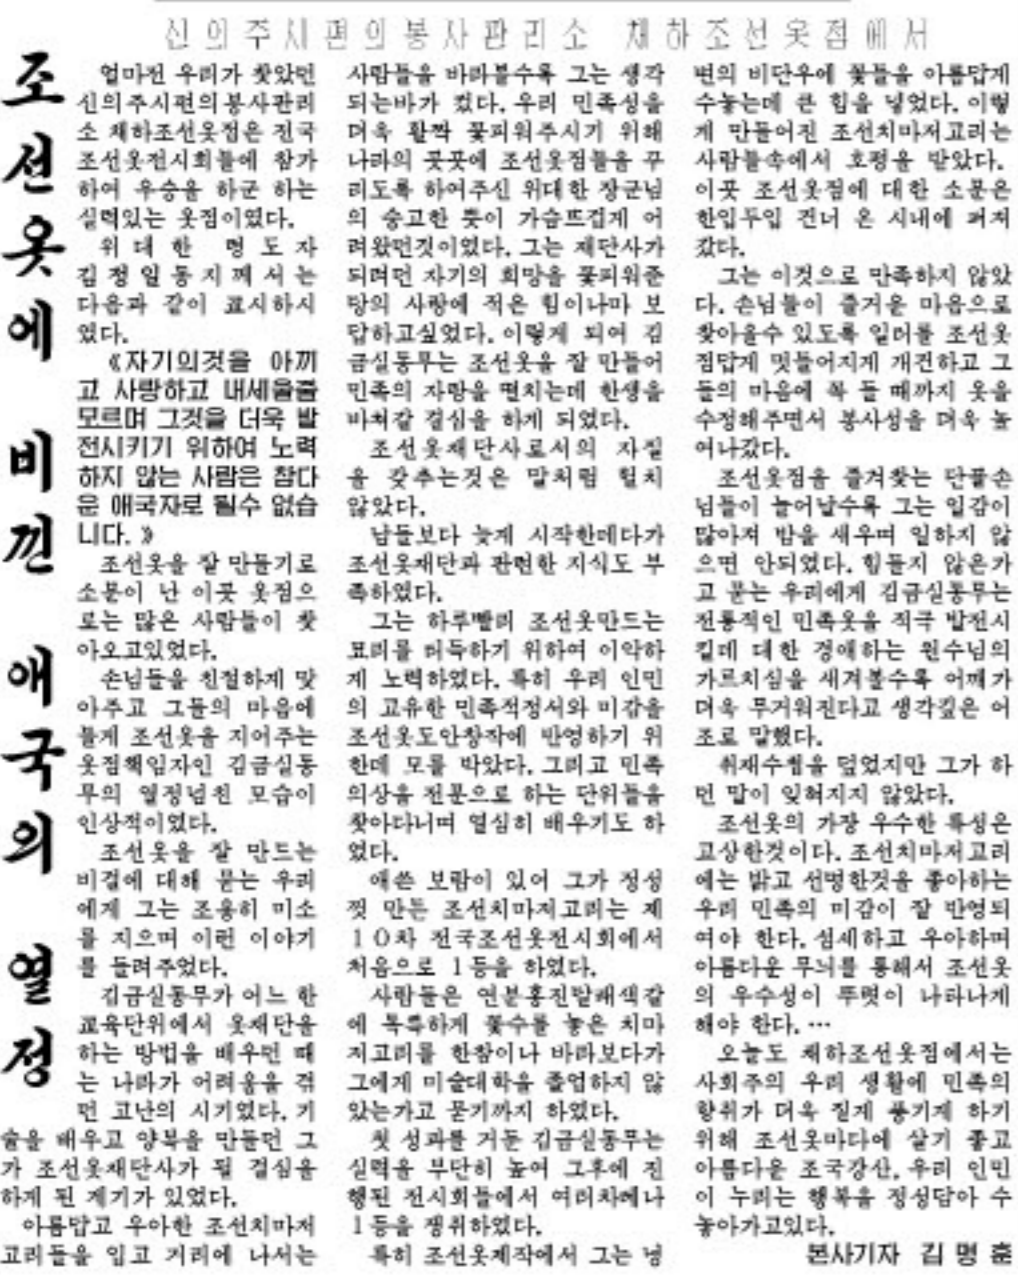 신의주시편의봉사관리소 채하조선옷점에서
조선옷에 비낀 애국의 열정
얼마전 우리가 찾았던
신의주시편의봉사관리
소 채하조선옷점은 전국
조선옷전시회들에 참가
하여 우승을 하군 하는
실력있는 옷점이였다.
위대한 령도자
김정일동지께서는
다음과 같이 교시하시
였다.
《자기의것을 아끼
고 사랑하고 내세울줄
모르며 그것을 더욱 발
전시키기 위하여 노력
하지 않는 사람은 참다
운 애국자로 될수 없습
니다.》
조선옷을 잘 만들기로
소문이 난 이곳 옷점으
로는 많은 사람들이 찾
아오고있었다.
손님들을 친절하게 맞
아주고 그들의 마음에
들게 조선옷을 지어주는
옷점책임자인 김금실동
무의 열정넘친 모습이
인상적이였다.
조선옷을 잘 만드는
비결에 대해 묻는 우리
에게 그는 조용히 미소
를 지으며 이런 이야기
를 들려주었다.
김금실동무가 어느 한
교육단위에서 옷재단을
하는 방법을 배우던 때
는 나라가 어려움을 겪
던 고난의 시기였다. 기
술을 배우고 양복을 만들던 그
가 조선옷재단사가 될 결심을
하게 된 계기가 있었다.
아름답고 우아한 조선치마저
고리들을 입고 거리에 나서는
사람들을 바라볼수록 그는 생각
되는바가 컸다. 우리 민족성을
더욱 활짝 꽃피워주시기 위해
나라의 곳곳에 조선옷점들을 꾸
리도록 하여주신 위대한 장군님
의 숭고한 뜻이 가슴뜨겁게 어
려왔던것이였다. 그는 재단사가
되려던 자기의 희망을 꽃피워준
당의 사랑에 적은 힘이나마 보
답하고싶었다. 이렇게 되여 김
금실동무는 조선옷을 잘 만들어
민족의 자랑을 떨치는데 한생을
바쳐갈 결심을 하게 되였다.
조선옷재단사로서의 자질
을 갖추는것은 말처럼 헐치
않았다.
남들보다 늦게 시작한데다가
조선옷재단과 관련한 지식도 부
족하였다.
그는 하루빨리 조선옷만드는
묘리를 터득하기 위하여 이악하
게 노력하였다. 특히 우리 인민
의 고유한 민족적정서와 미감을
조선옷도안창작에 반영하기 위
한데 모를 박았다. 그리고 민족
의상을 전문으로 하는 단위들을
찾아다니며 열심히 배우기도 하
였다.
애쓴 보람이 있어 그가 정성
껏 만든 조선치마저고리는 제
10차 전국조선옷전시회에서
처음으로 1등을 하였다.
사람들은 연분홍진달래색갈
에 독특하게 꽃수를 놓은 치마
저고리를 한참이나 바라보다가
그에게 미술대학을 졸업하지 않
았는가고 묻기까지 하였다.
첫 성과를 거둔 김금실동무는
실력을 부단히 높여 그후에 진
행된 전시회들에서 여러차례나
1등을 쟁취하였다.
특히 조선옷제작에서 그는 넝
번의 비단우에 꽃들을 아름답게
수놓는데 큰 힘을 넣었다. 이렇
게 만들어진 조선치마저고리는
사람들속에서 호평을 받았다.
이곳 조선옷점에 대한 소문은
한입두입 건너 온 시내에 퍼져
갔다.
그는 이것으로 만족하지 않았
다. 손님들이 즐거운 마음으로
찾아올수 있도록 일터를 조선옷
점답게 멋들어지게 개건하고 그
들의 마음에 꼭 들 때까지 옷을
수정해주면서 봉사성을 더욱 높
여나갔다.
조선옷점을 즐겨찾는 단골손
님들이 늘어날수록 그는 일감이
많아져 밤을 새우며 일하지 않
으면 안되였다. 힘들지 않은가
고 묻는 우리에게 김금실동무는
전통적인 민족옷을 적극 발전시
킬데 대한 경애하는 원수님의
가르치심을 새겨볼수록 어깨가
더욱 무거워진다고 생각깊은 어
조로 말했다.
취재수첩을 덮었지만 그가 하
던 말이 잊혀지지 않았다.
조선옷의 가장 우수한 특성은
고상한것이다. 조선치마저고리
에는 밝고 선명한것을 좋아하는
우리 민족의 미감이 잘 반영되
여야 한다. 섬세하고 우아하며
아름다운 무늬를 통해서 조선옷
의 우수성이 뚜렷이 나타나게
해야 한다. …
오늘도 채하조선옷점에서는
사회주의 우리 생활에 민족의
향취가 더욱 짙게 풍기게 하기
위해 조선옷마다에 살기 좋고
아름다운 조국강산, 우리 인민
이 누리는 행복을 정성담아 수
놓아가고있다.
본사기자 김명훈